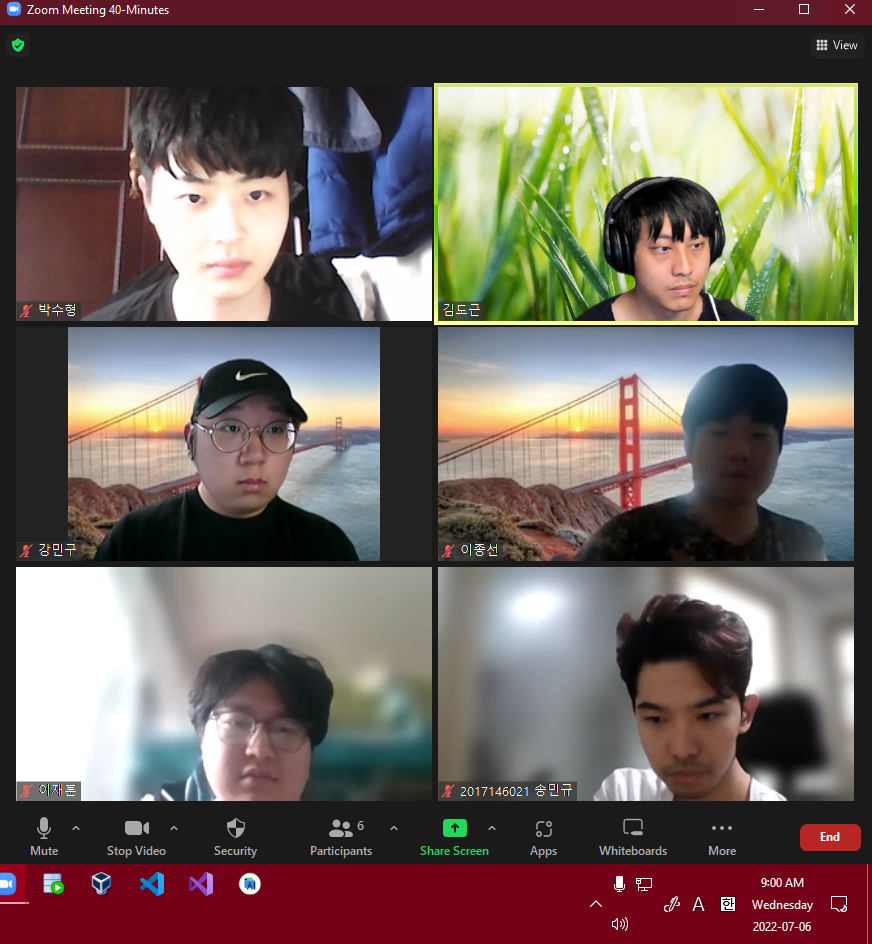 Zoom Meeting 40-Minutes
View
박수형
김도근
강민구
이종선
이재훈
2017146021 송민규
6
Mute
Stop Video
Security
Participants
Share Screen
Apps
Whiteboards
More
End
9:00 AM
A
한
Wednesday
2022-07-06